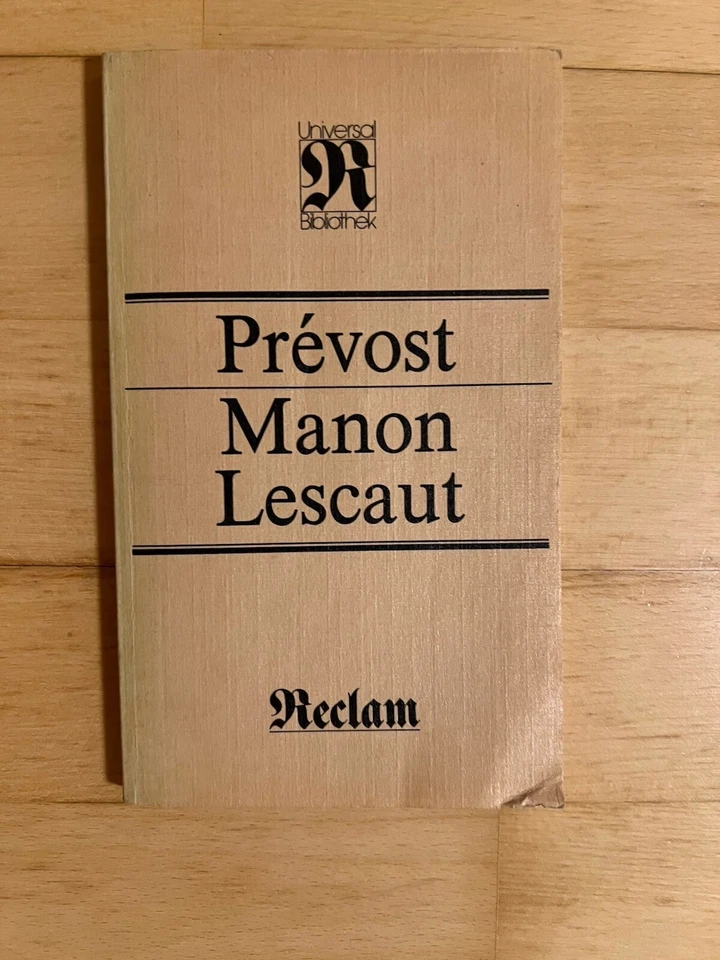 Universal
R
Bibliothek
Prévost
Manon
Lescaut
Reclam